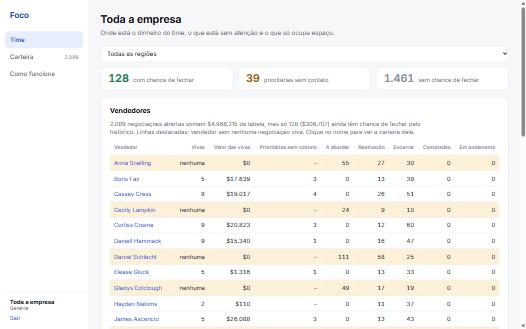 Foco
Toda a empresa
Onde está o dinheiro do time, o que está sem atenção e o que só ocupa espaço.
Time
Carteira 2.089
Como funciona
Todas as regiões
128 com chance de fechar
39 prioritárias sem contato
1.461 sem chance de fechar
Vendedores
2.089 negociações abertas somam $4.966.215 de tabela, mas só 128 ($306.707) ainda têm chance de fechar pelo
histórico. Linhas destacadas: vendedor sem nenhuma negociação viva. Clique no nome para ver a carteira dele.
Vendedor Vivas Valor das vivas Prioritárias sem contato A abordar Reativação Encerrar Contatadas Em andamento
Anna Snelling nenhuma $0 – 55 27 30 0 0
Boris Faz 5 $17.639 3 0 13 39 0 0
Cassey Cress 8 $19.017 4 0 26 51 0 0
Cecily Lampkin nenhuma $0 – 24 9 10 0 0
Corliss Cosme 9 $20.823 3 0 12 60 0 0
Daniell Hammack 9 $15.340 1 0 16 47 0 0
Darcel Schlecht nenhuma $0 – 111 58 25 0 0
Elease Gluck 5 $1.316 1 0 13 33 0 0
Gladys Colclough nenhuma $0 – 49 17 19 0 0
Hayden Neloms 2 $110 – 0 11 37 0 0
James Ascencio 5 $26.088 3 0 13 43 0 0
Toda a empresa
Gerente
Sair